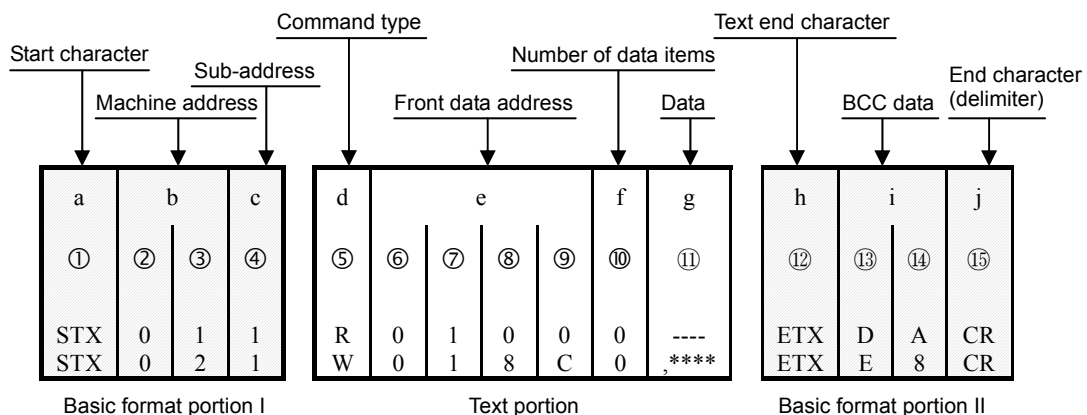 Command type
Text end character
Start character
Number of data items
Sub-address
End character
(delimiter)
Machine address
Front data address
Data
BCC data
a b c d e f g h i j
① ② ③ ④ ⑤ ⑥ ⑦ ⑧ ⑨ ⑩ ⑪ ⑫ ⑬ ⑭ ⑮
STX 0 1 1 R 0 1 0 0 0 ---- ETX D A CR
STX 0 2 1 W 0 1 8 C 0 ,**** ETX E 8 CR
Basic format portion I Text portion Basic format portion II